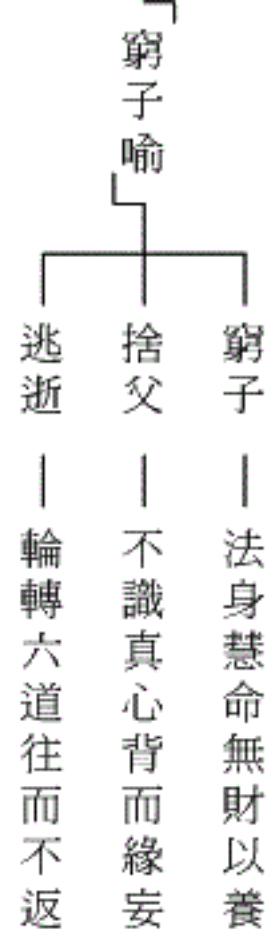 窮子喻
窮子
法身慧命無財以養
捨父
不識真心背而緣妄
逃逝
輪轉六道往而不返